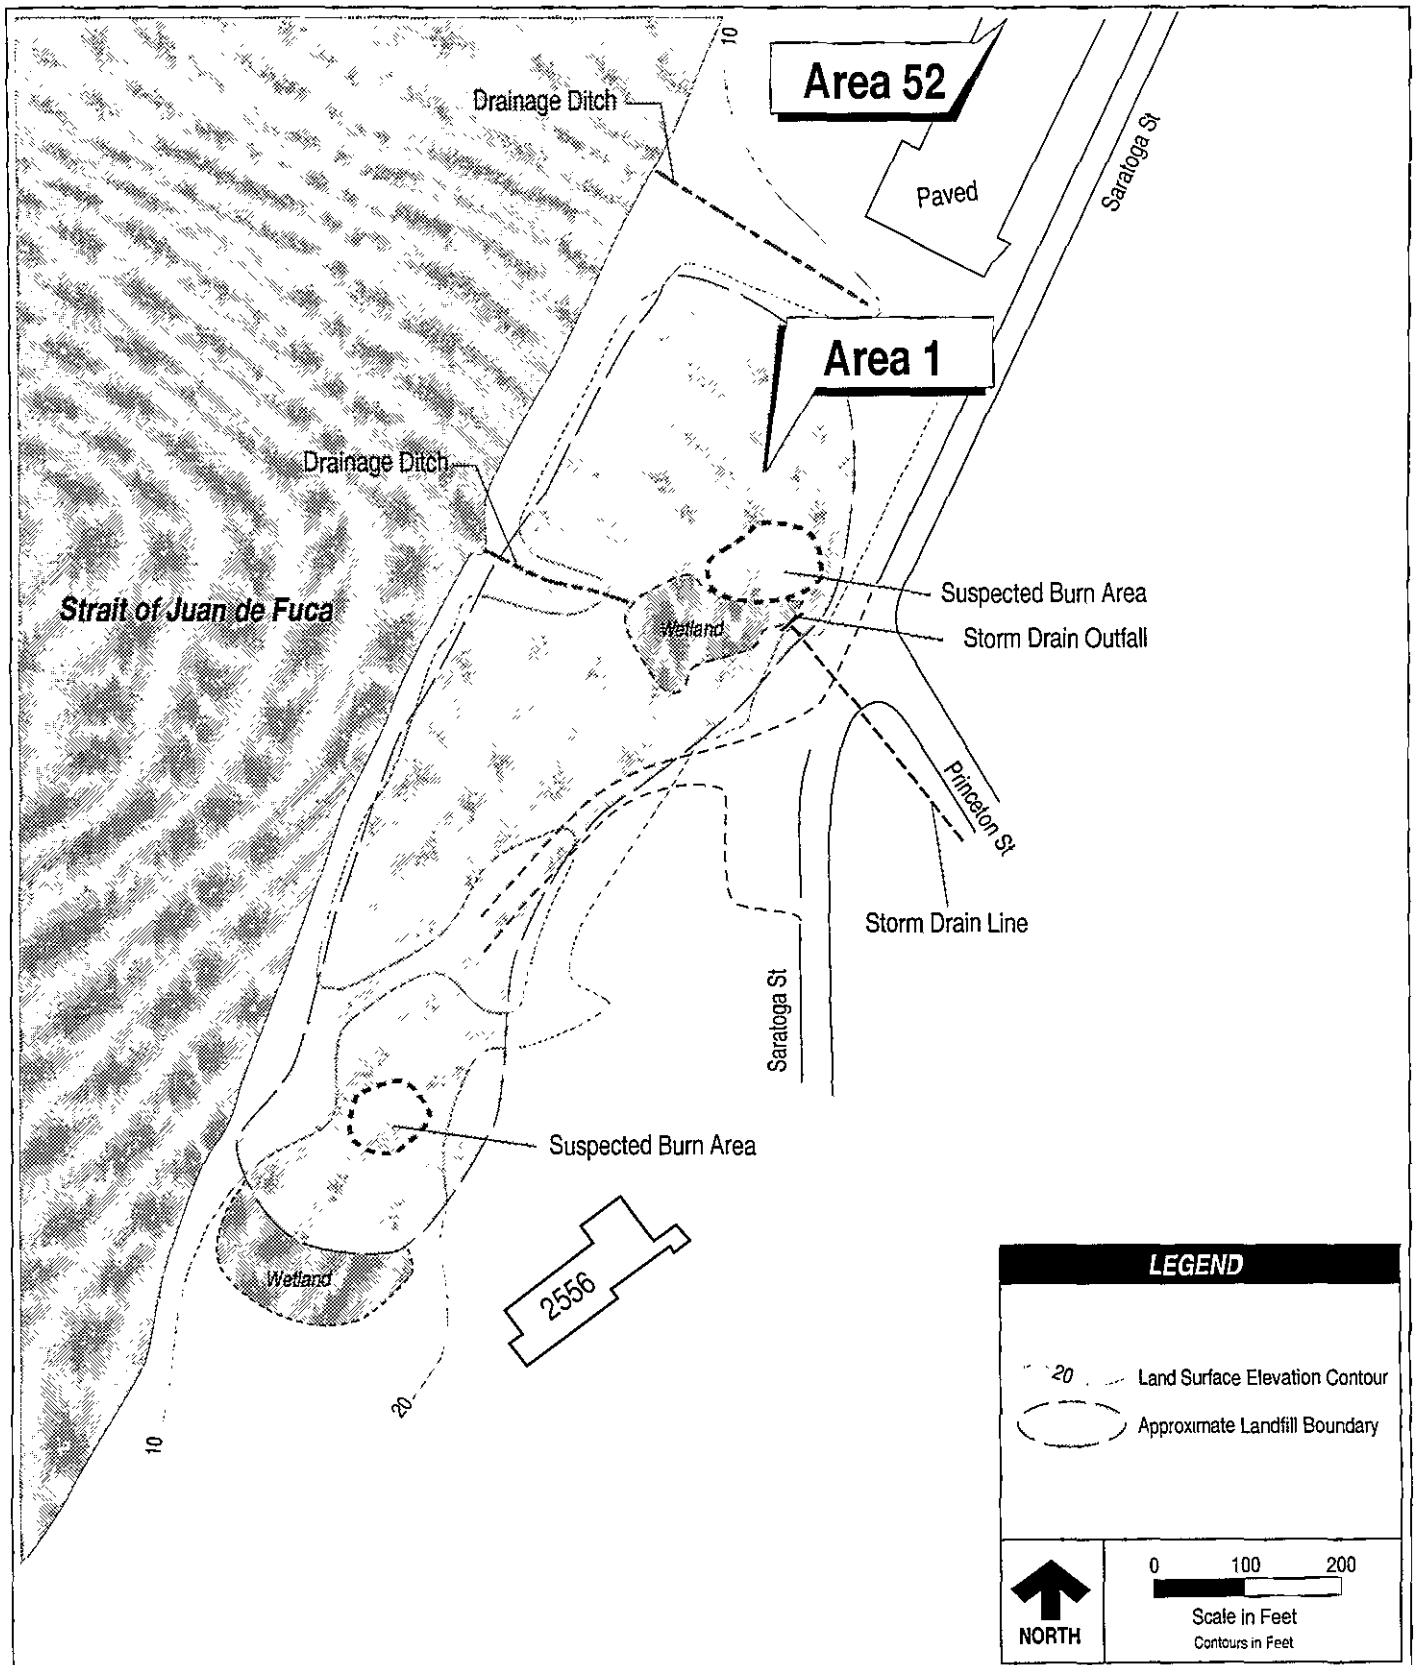 10
Area 52
Drainage Ditch
Paved
Saratoga St
Area 1
Drainage Ditch
Strait of Juan de Fuca
Wetland
Suspected Burn Area
Storm Drain Outfall
Princeton St
Storm Drain Line
Saratoga St
Suspected Burn Area
Wetland
2556
20
10
LEGEND
20
Land Surface Elevation Contour
Approximate Landfill Boundary
NORTH
0 100 200
Scale in Feet
Contours in Feet